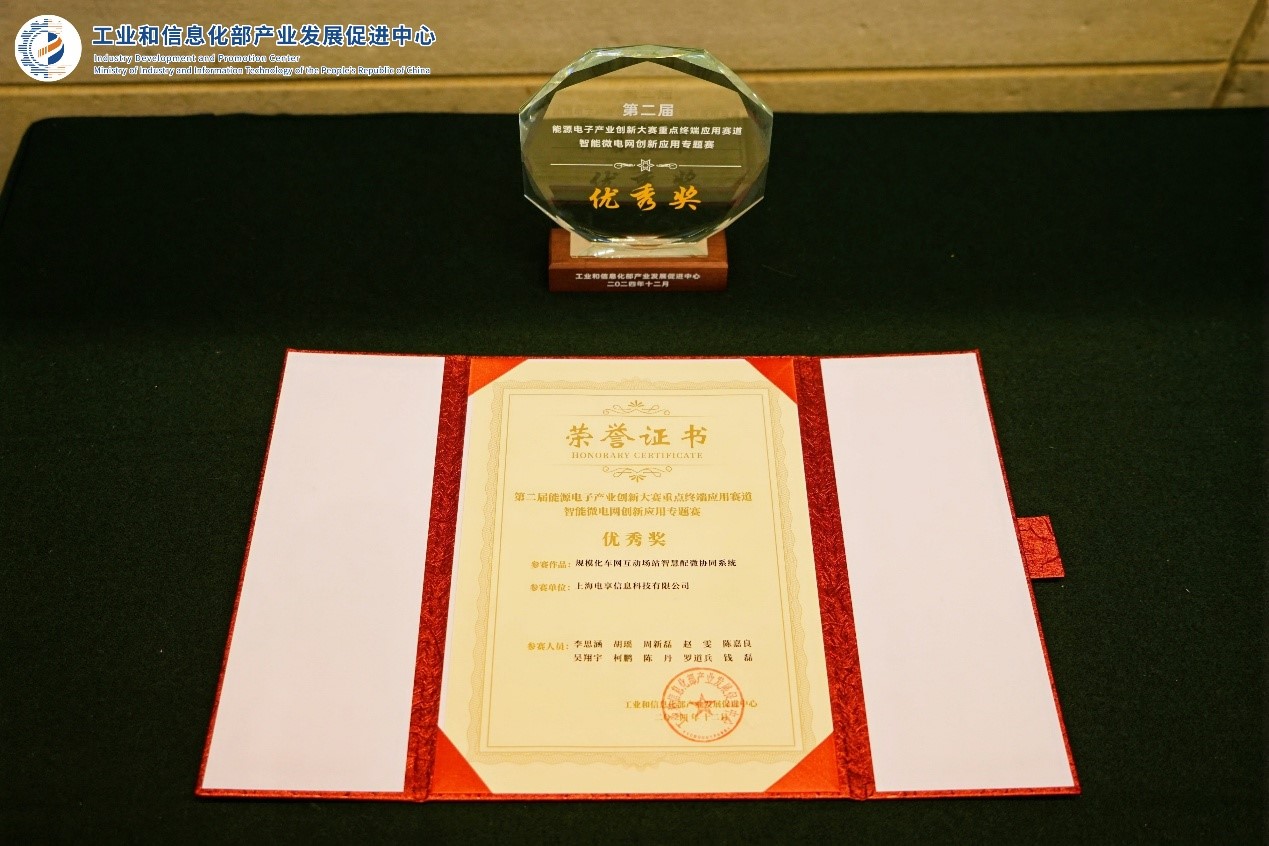 工业和信息化部产业发展促进中心
Industry Development and Promotion Center
Ministry of Industry and Information Technology of the People's Republic of China
第二届
能源电子产业创新大赛重点终端应用赛道
智能微电网创新应用专题赛
优秀奖
工业和信息化部产业发展促进中心
二〇二四年十二月
荣誉证书
HONORARY CERTIFICATE
第二届能源电子产业创新大赛重点终端应用赛道
智能微电网创新应用专题赛
优秀奖
参赛作品：规模化车网互动场站智慧配微协同系统
参赛单位：上海电享信息科技有限公司
参赛人员：李思涵 胡瑶 周新磊 赵雯 陈嘉良
吴翔宇 柯鹏 陈丹 罗道兵 钱磊
工业和信息化部产业发展促进中心
二〇二四年十二月